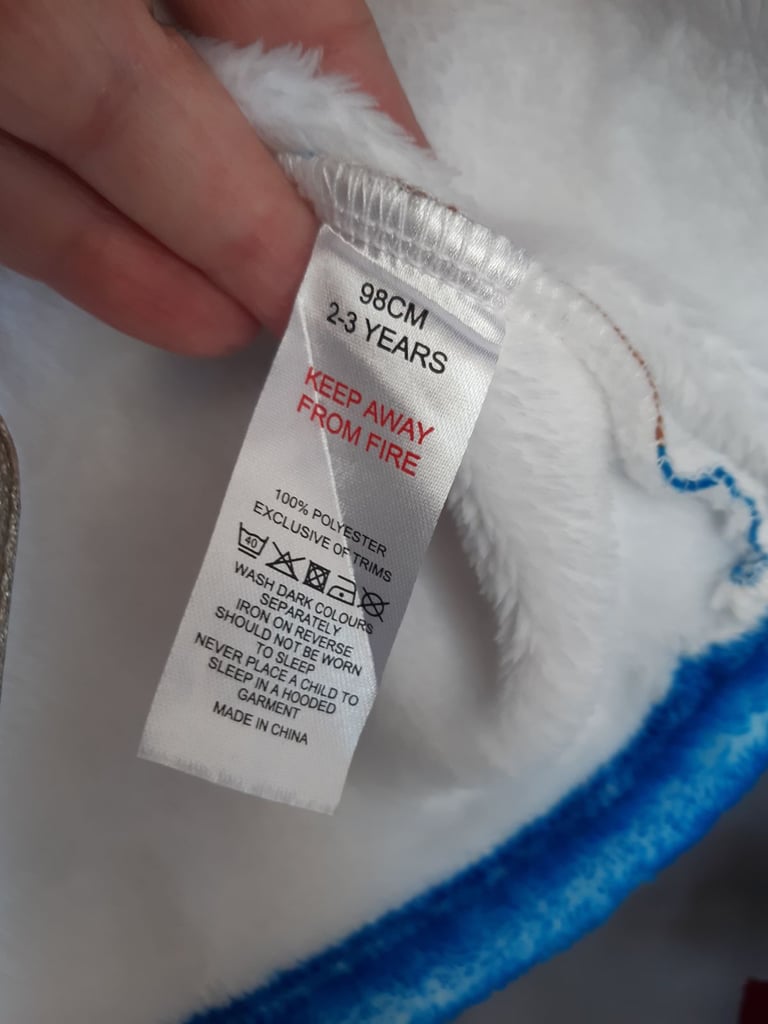 98CM
2-3 YEARS
KEEP AWAY
FROM FIRE
100% POLYESTER
EXCLUSIVE OF TRIMS
40
WASH DARK COLOURS
SEPARATELY
IRON ON REVERSE
SHOULD NOT BE WORN
TO SLEEP
NEVER PLACE A CHILD TO
SLEEP IN A HOODED
GARMENT
MADE IN CHINA